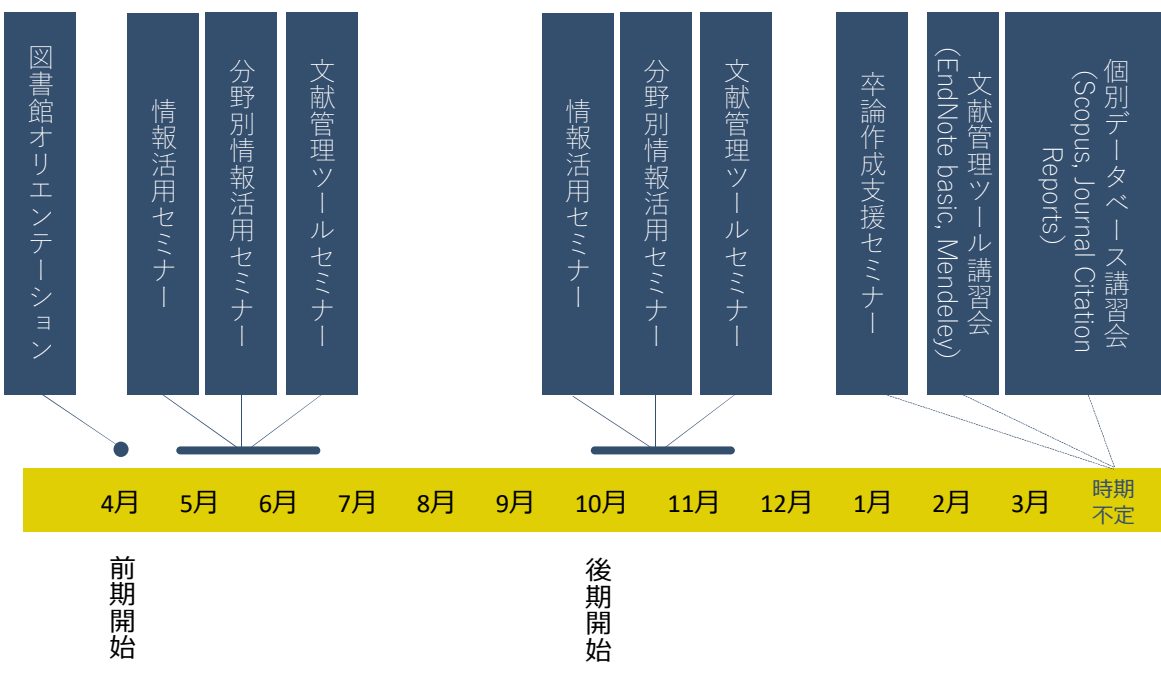 図書館オリエンテーション
情報活用セミナー
分野別情報活用セミナー
文献管理ツールセミナー
情報活用セミナー
分野別情報活用セミナー
文献管理ツールセミナー
卒論作成支援セミナー
文献管理ツール講習会
(EndNote basic, Mendeley)
個別データベース講習会
(Scopus, Journal Citation
Reports)
4月 5月 6月 7月 8月 9月 10月 11月 12月 1月 2月 3月
時期
不定
前期開始
後期開始